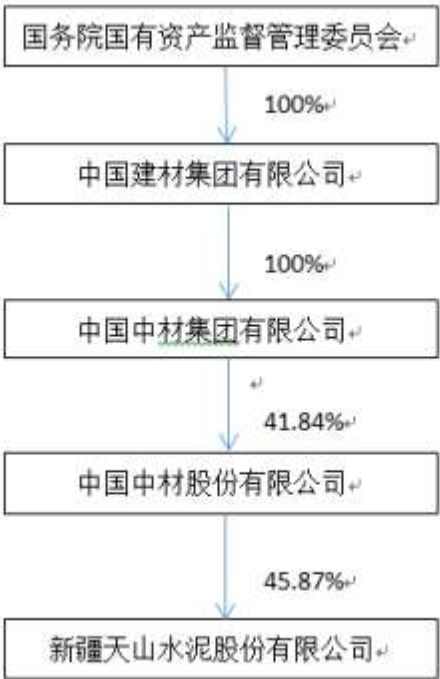 国务院国有资产监督管理委员会
100%
中国建材集团有限公司
100%
中国中材集团有限公司
41.84%
中国中材股份有限公司
45.87%
新疆天山水泥股份有限公司